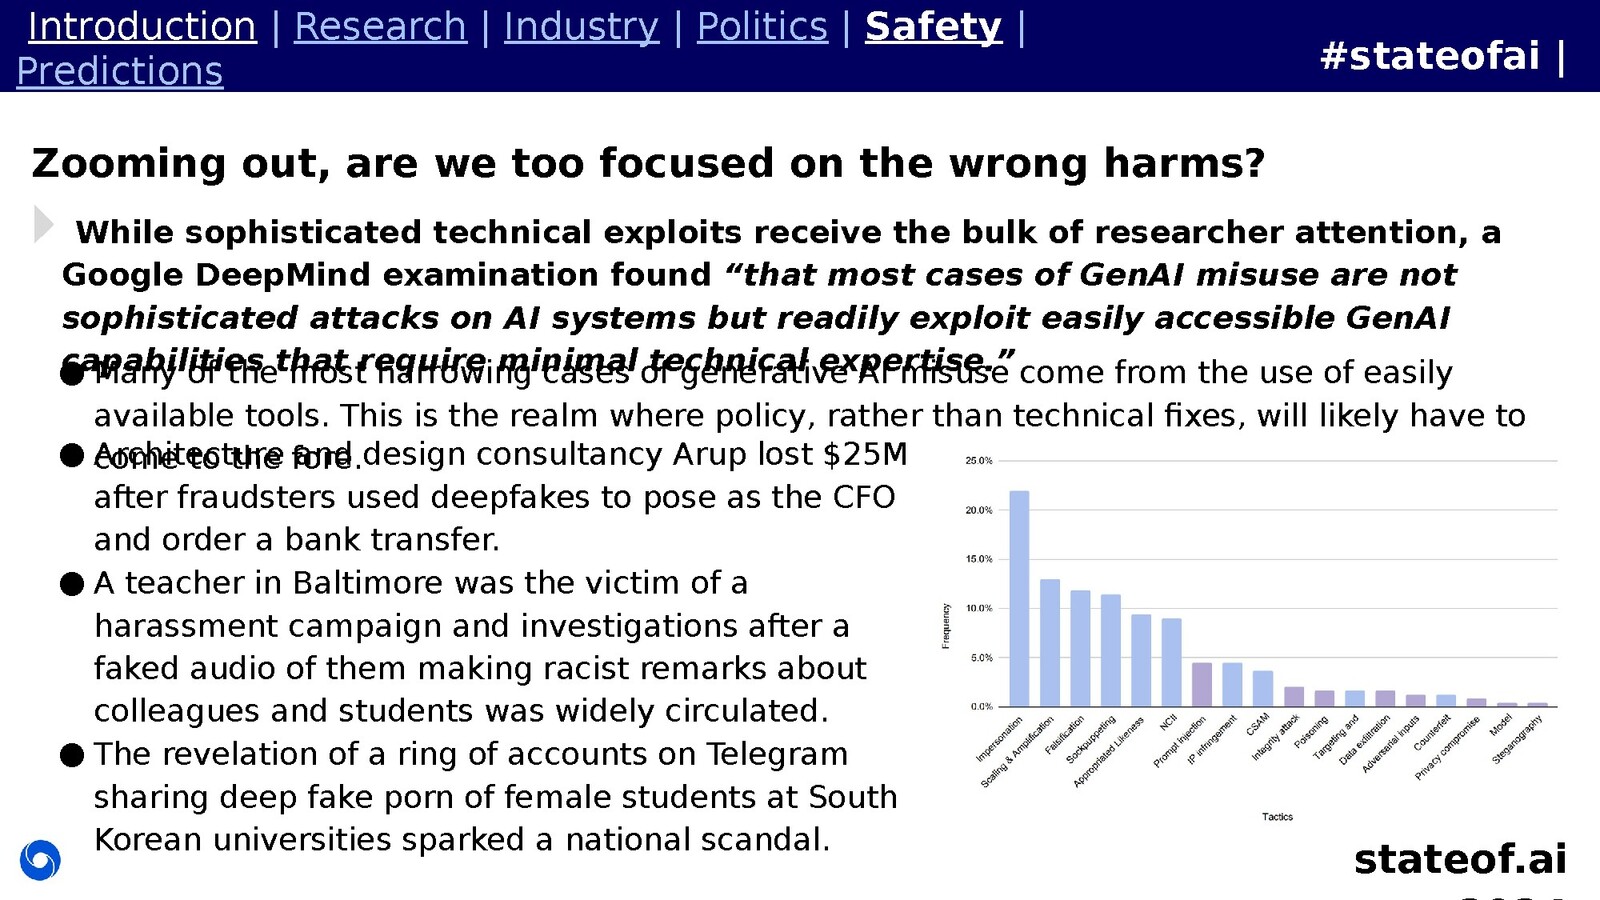 Introduction | Research | Industry | Politics | Safety |
Predictions
#stateofai |
Zooming out, are we too focused on the wrong harms?
While sophisticated technical exploits receive the bulk of researcher attention, a
Google DeepMind examination found “that most cases of GenAI misuse are not
sophisticated attacks on AI systems but readily exploit easily accessible GenAI
capabilities that require minimal technical expertise.”
● Many of the most harrowing cases of generative AI misuse come from the use of easily
available tools. This is the realm where policy, rather than technical fixes, will likely have to
come to the fore.
● Architecture and design consultancy Arup lost $25M
after fraudsters used deepfakes to pose as the CFO
and order a bank transfer.
● A teacher in Baltimore was the victim of a
harassment campaign and investigations after a
faked audio of them making racist remarks about
colleagues and students was widely circulated.
● The revelation of a ring of accounts on Telegram
sharing deep fake porn of female students at South
Korean universities sparked a national scandal.
25.0%
20.0%
15.0%
10.0%
5.0%
0.0%
Frequency
Impersonation
Scaling & Amplification
Falsification
Sockpuppeting
Appropriated Likeness
NCII
Prompt Injection
IP infringement
CSAM
Integrity attack
Poisoning
Targeting and
Data exfiltration
Adversarial inputs
Counterfeit
Privacy compromise
Model
Steganography
Tactics
stateof.ai